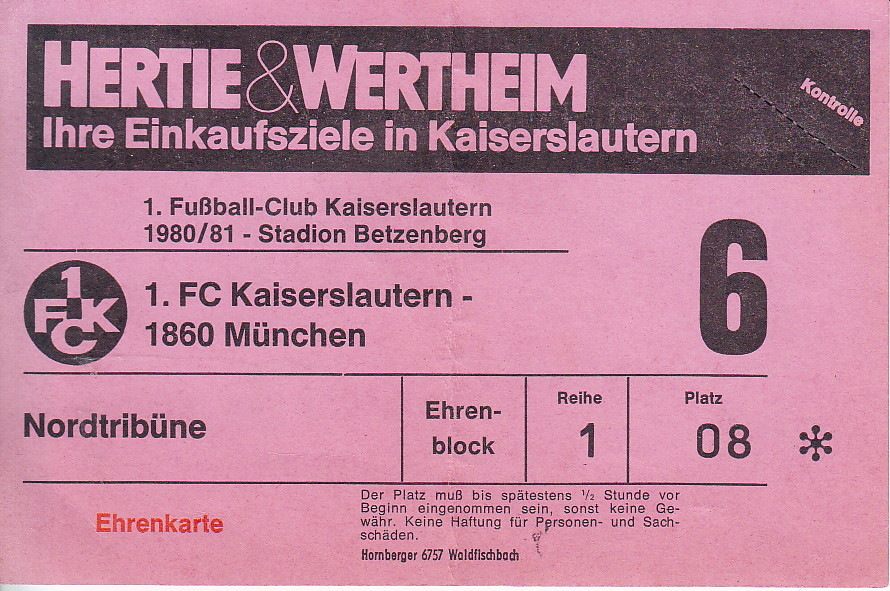 HERTIE & WERTHEIM
Ihre Einkaufsziele in Kaiserslautern
Kontrolle
1. Fußball-Club Kaiserslautern
1980/81 - Stadion Betzenberg
6
1 FCK
1. FC Kaiserslautern -
1860 München
Nordtribüne
Ehren-
block
Reihe
1
Platz
08
*
Ehrenkarte
Der Platz muß bis spätestens ½ Stunde vor
Beginn eingenommen sein, sonst keine Ge-
währ. Keine Haftung für Personen- und Sach-
schäden.
Hornberger 6757 Waldfischbach